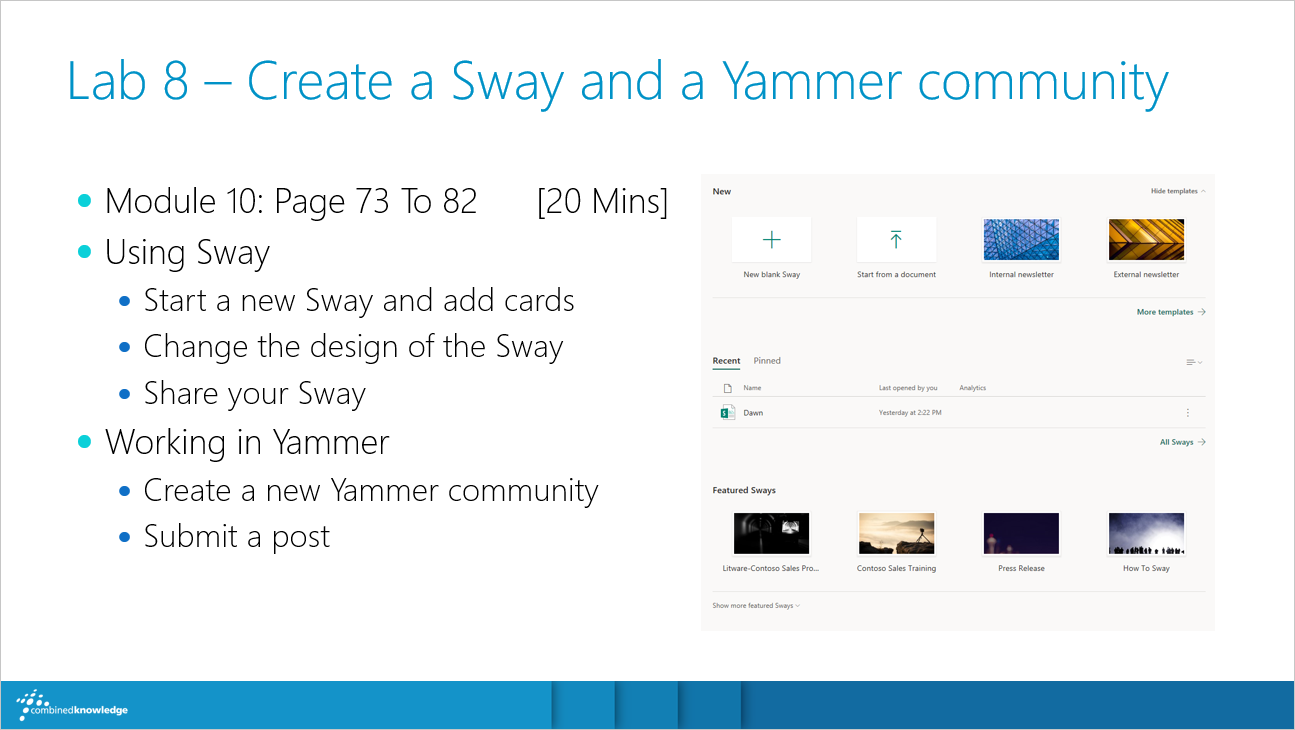 Lab 8 – Create a Sway and a Yammer community
Module 10: Page 73 To 82 [20 Mins]
Using Sway
Start a new Sway and add cards
Change the design of the Sway
Share your Sway
Working in Yammer
Create a new Yammer community
Submit a post
New
Hide templates
New blank Sway
Start from a document
Internal newsletter
External newsletter
More templates
Recent Pinned
Name Last opened by you Analytics
Dawn Yesterday at 2:22 PM
All Sways
Featured Sways
Litware-Contoso Sales Pro...
Contoso Sales Training
Press Release
How To Sway
Show more featured Sways
combinedknowledge